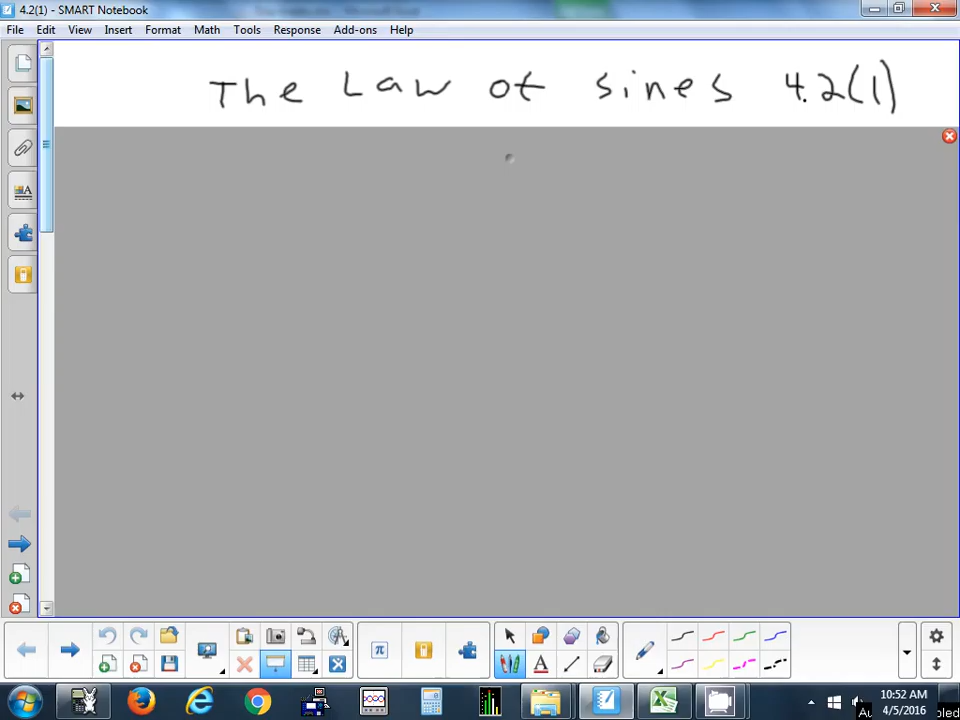 4.2(1) - SMART Notebook
File Edit View Insert Format Math Tools Response Add-ons Help
The Law of sines 4.2(1)
10:52 AM
4/5/2016